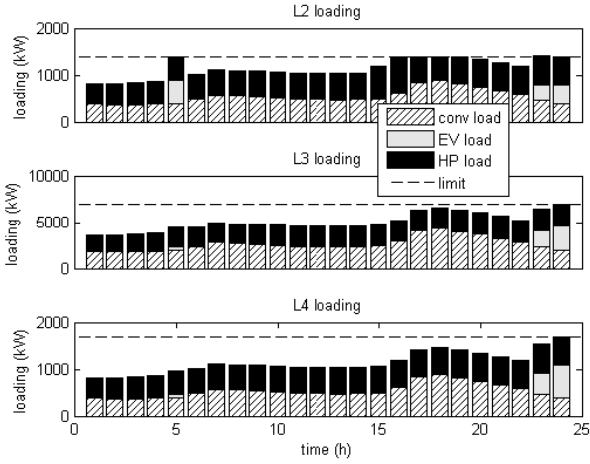 L2 loading
2000
1000
0
loading (kW)
conv load
EV load
HP load
limit
L3 loading
10000
5000
0
loading (kW)
L4 loading
2000
1000
0
loading (kW)
0 5 10 15 20 25
time (h)